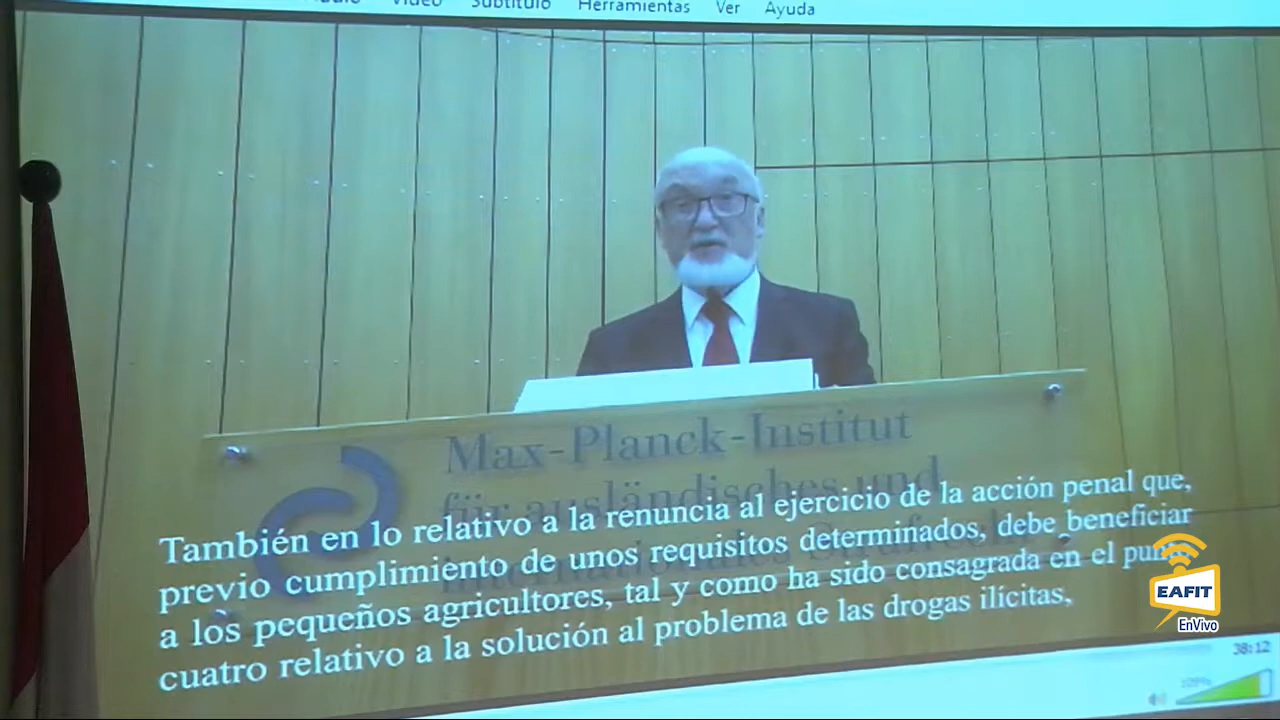 Video Subtítulo Herramientas Ver Ayuda
Max-Planck-Institut
für ausländisches und
También en lo relativo a la renuncia al ejercicio de la acción penal que,
previo cumplimiento de unos requisitos determinados, debe beneficiar
a los pequeños agricultores, tal y como ha sido consagrada en el
cuatro relativo a la solución al problema de las drogas ilícitas,
EAFIT
EnVivo
38:12